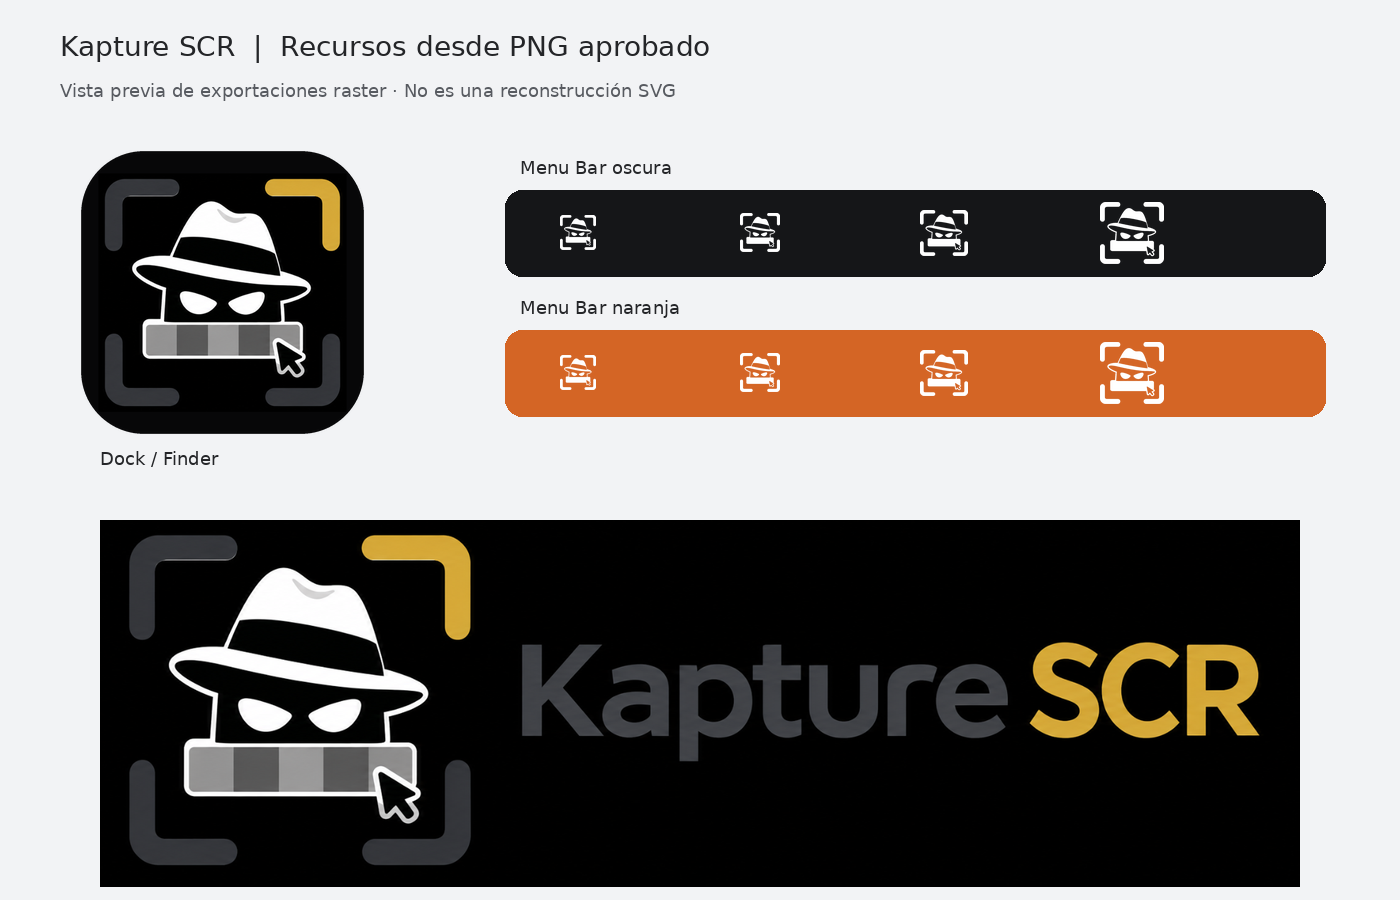 Kapture SCR | Recursos desde PNG aprobado
Vista previa de exportaciones raster · No es una reconstrucción SVG
Menu Bar oscura
Menu Bar naranja
Dock / Finder
Kapture SCR